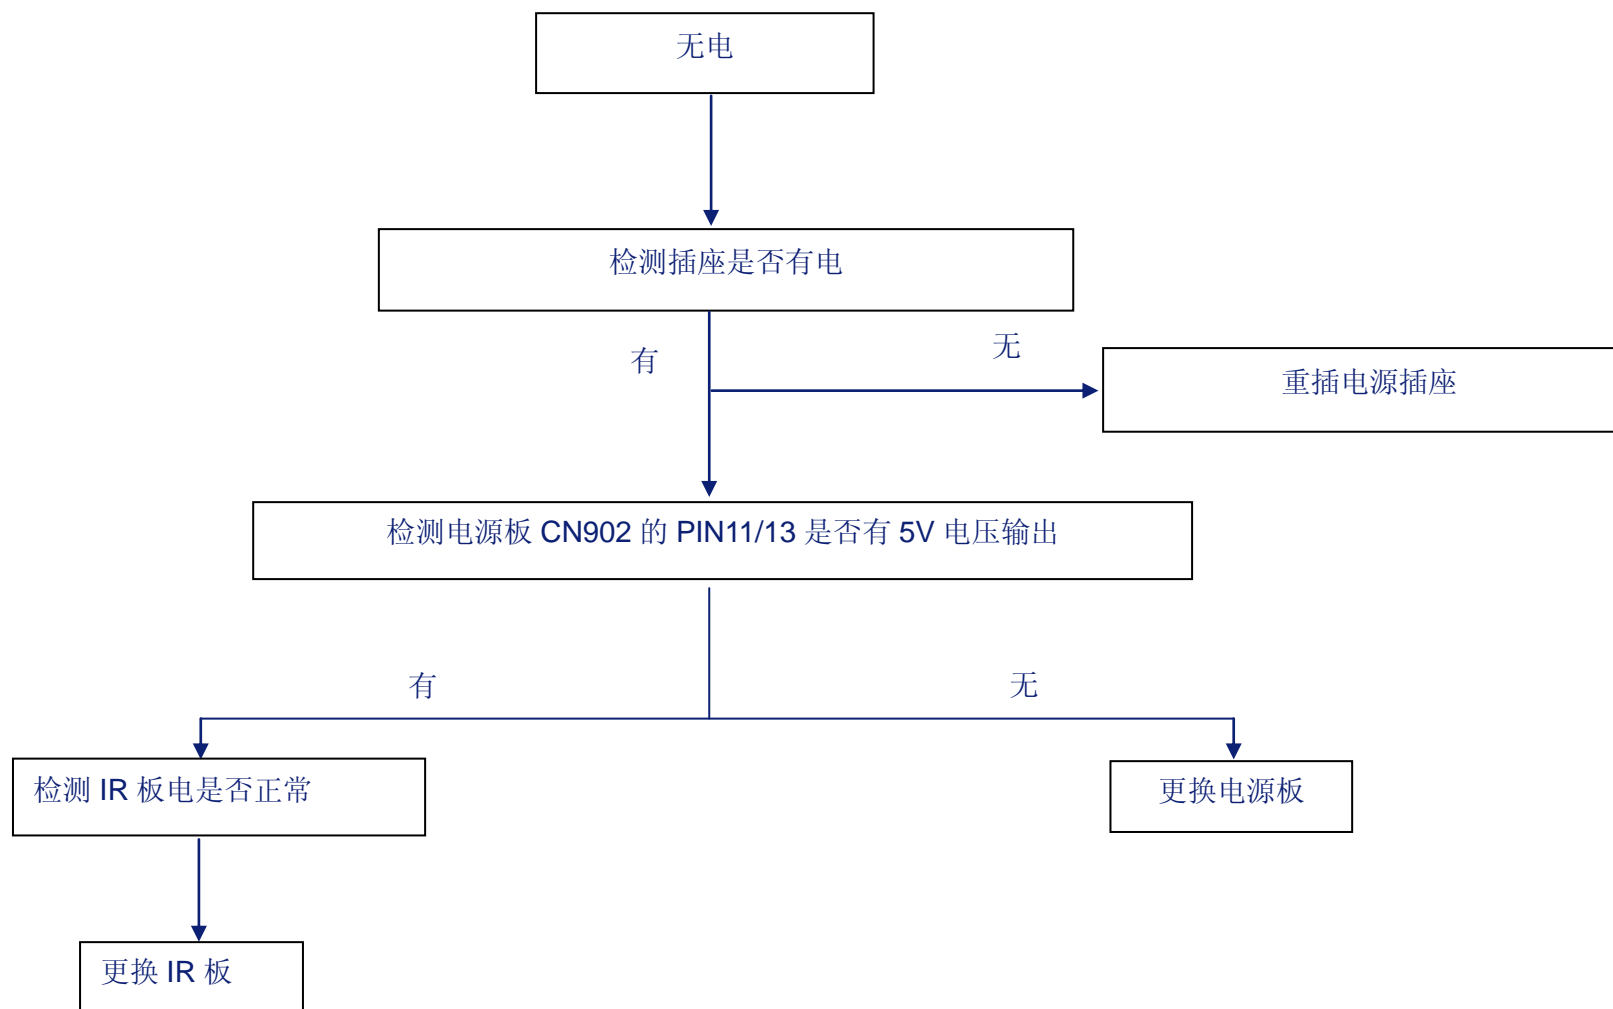 无电
检测插座是否有电
有
无
重插电源插座
检测电源板 CN902 的 PIN11/13 是否有 5V 电压输出
有
无
检测 IR 板电是否正常
更换电源板
更换 IR 板